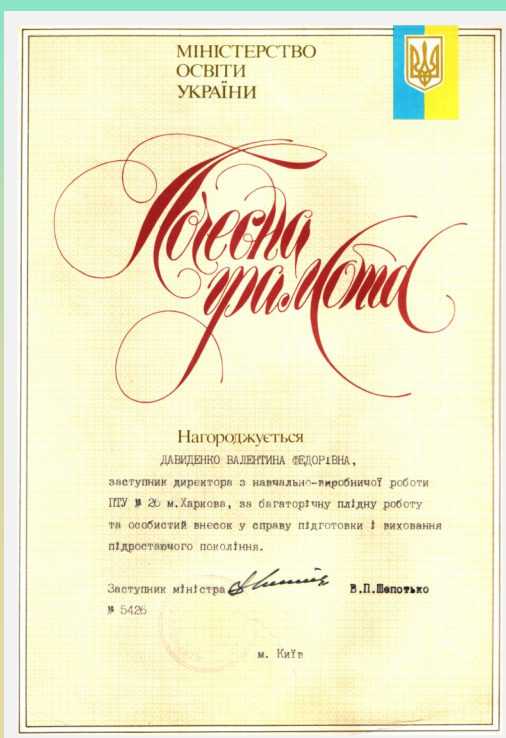 МІНІСТЕРСТВО
ОСВІТИ
УКРАЇНИ
Почесна
грамота
Нагороджується
ДАВИДЕНКО ВАЛЕНТИНА ФЕДОРІВНА,
заступник директора з навчально-виробничої роботи
ПТУ № 26 м.Харкова, за багаторічну плідну роботу
та особистий внесок у справу підготовки і виховання
підростаючого покоління.
Заступник міністра В.П.Шепотько
№ 5426
м. Київ